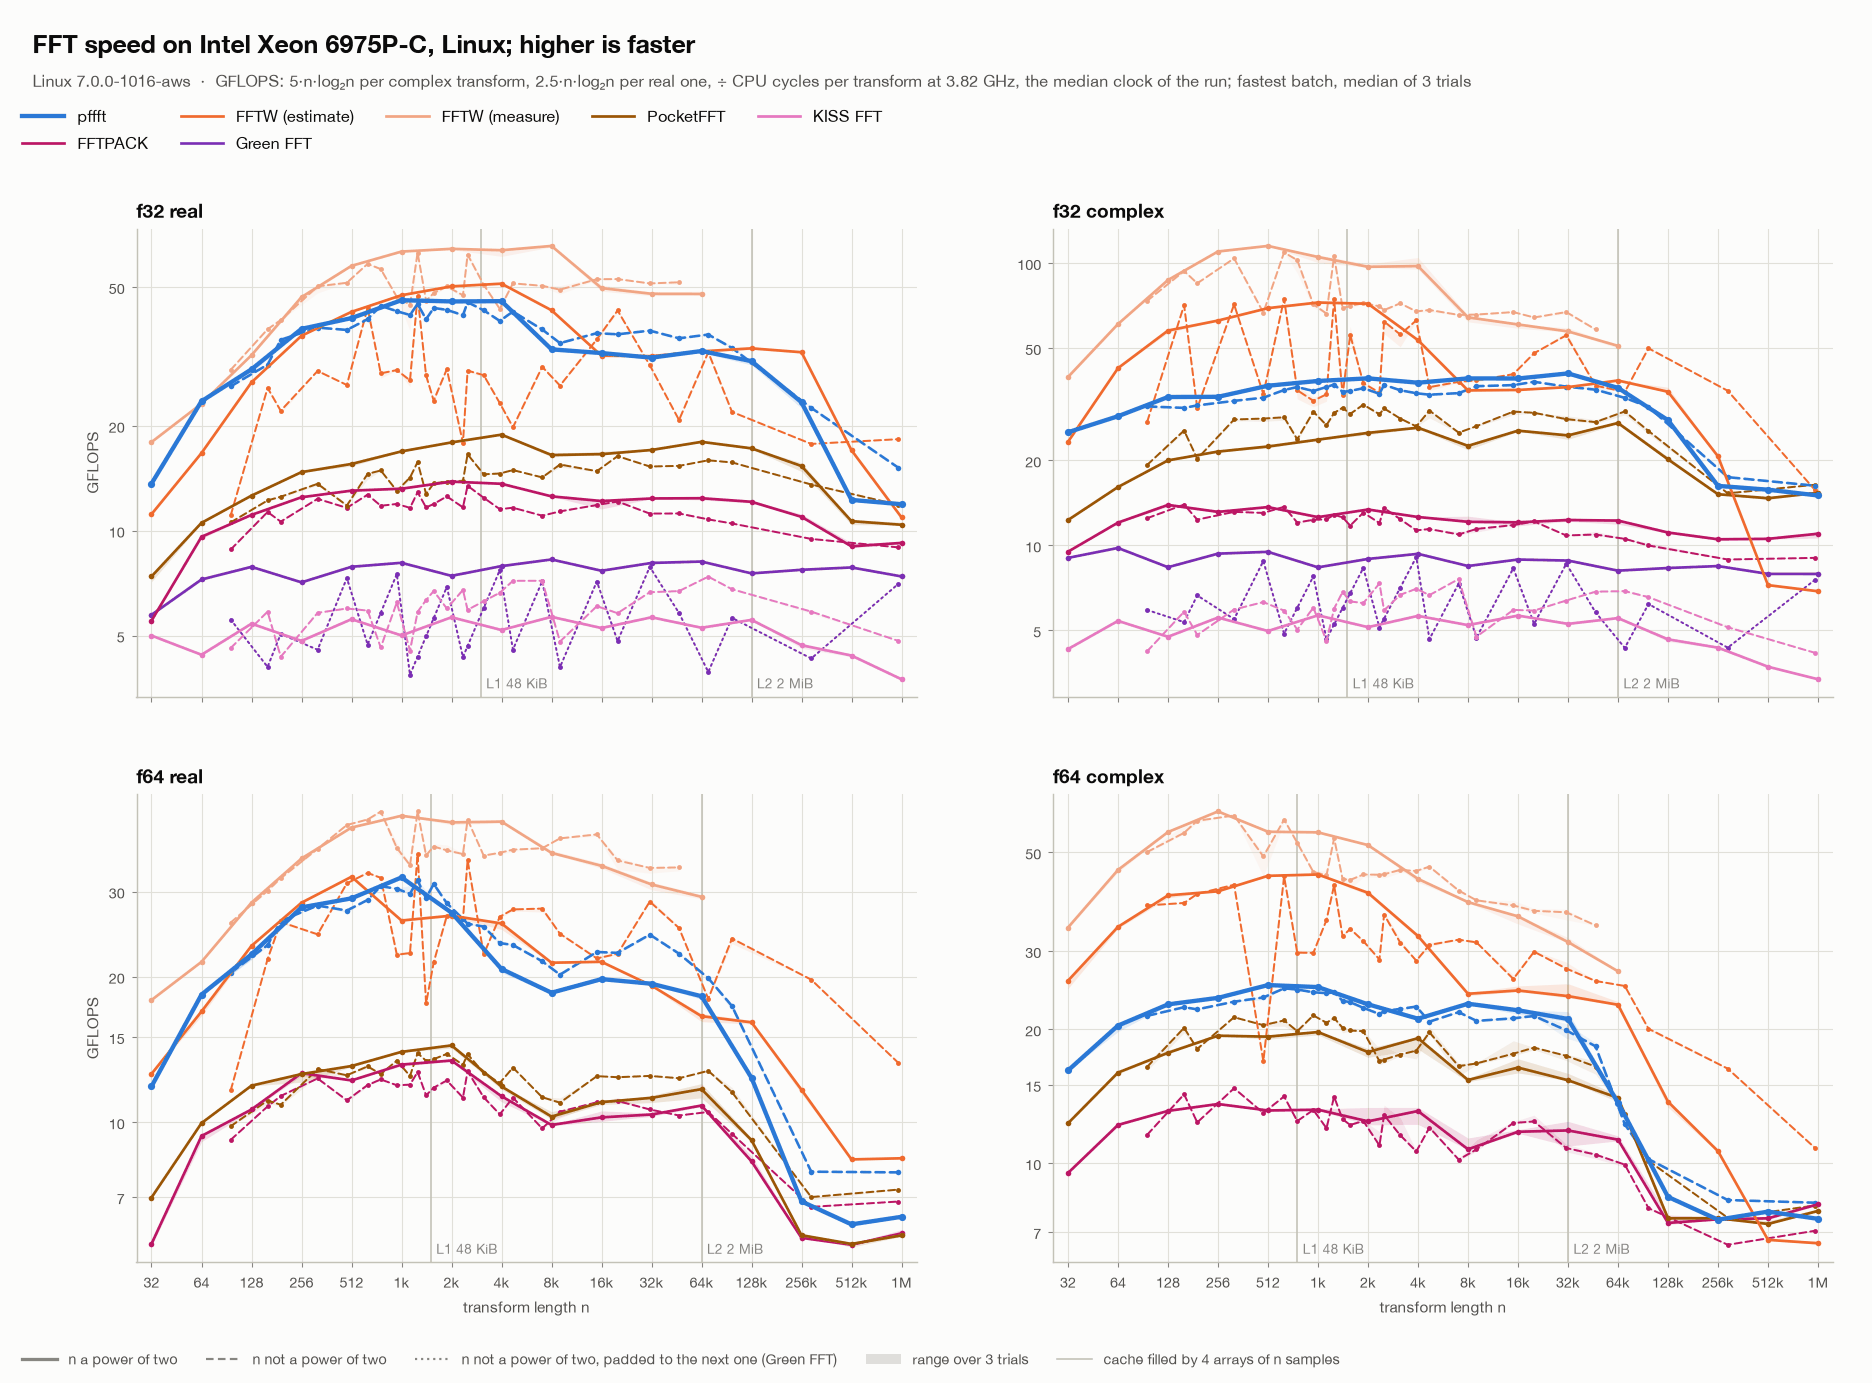 FFT speed on Intel Xeon 6975P-C, Linux; higher is faster
Linux 7.0.0-1016-aws · GFLOPS: 5·n·log₂n per complex transform, 2.5·n·log₂n per real one, ÷ CPU cycles per transform at 3.82 GHz, the median clock of the run; fastest batch, median of 3 trials
pffft FFTW (estimate) FFTW (measure) PocketFFT KISS FFT
FFTPACK Green FFT
f32 real
50
20
10
5
GFLOPS
L1 48 KiB
L2 2 MiB
f32 complex
100
50
20
10
5
L1 48 KiB
L2 2 MiB
f64 real
30
20
15
10
7
GFLOPS
L1 48 KiB
L2 2 MiB
32 64 128 256 512 1k 2k 4k 8k 16k 32k 64k 128k 256k 512k 1M
transform length n
f64 complex
50
30
20
15
10
7
L1 48 KiB
L2 2 MiB
32 64 128 256 512 1k 2k 4k 8k 16k 32k 64k 128k 256k 512k 1M
transform length n
n a power of two n not a power of two n not a power of two, padded to the next one (Green FFT) range over 3 trials cache filled by 4 arrays of n samples